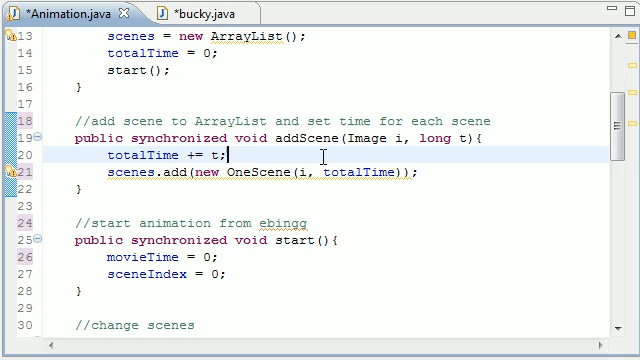 *Animation.java *bucky.java
13 scenes = new ArrayList();
14 totalTime = 0;
15 start();
16 }
17
18 //add scene to ArrayList and set time for each scene
19 public synchronized void addScene(Image i, long t){
20 totalTime += t;
21 scenes.add(new OneScene(i, totalTime));
22 }
23
24 //start animation from ebingg
25 public synchronized void start(){
26 movieTime = 0;
27 sceneIndex = 0;
28 }
29
30 //change scenes